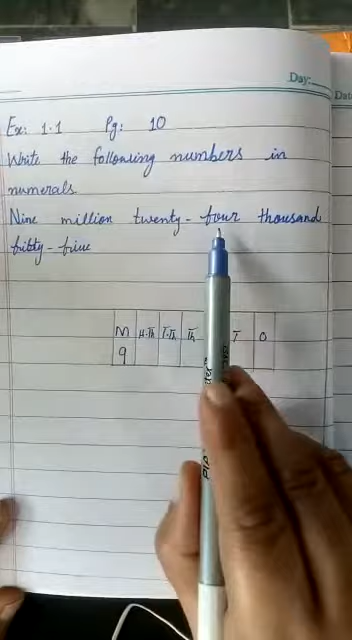 Day:
Date
Ex: 1.1 Pg: 10
Write the following numbers in
numerals
Nine million twenty-four thousand
fifty-five
M H.Th T.Th Th T O
9